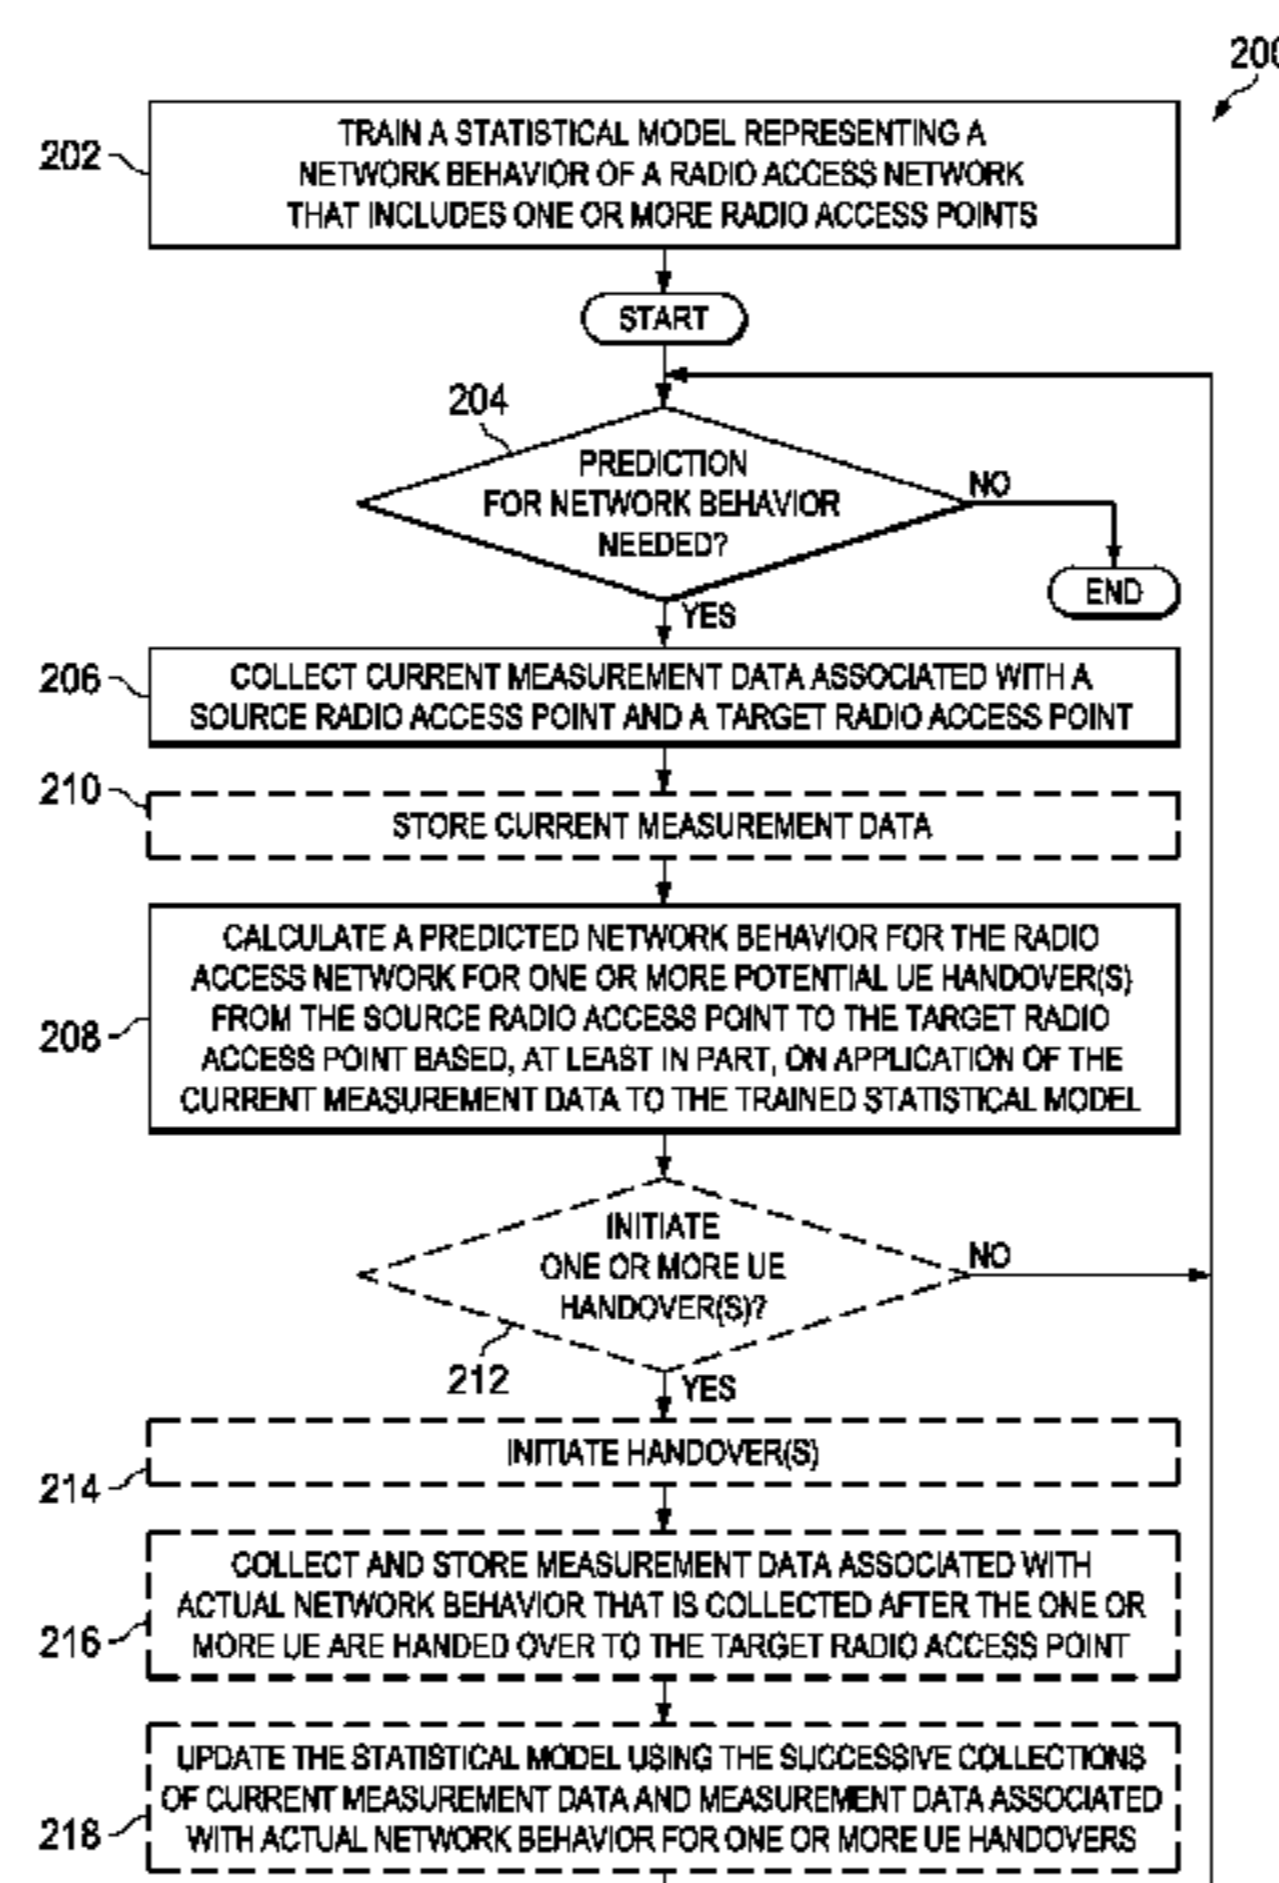 200
202
TRAIN A STATISTICAL MODEL REPRESENTING A
NETWORK BEHAVIOR OF A RADIO ACCESS NETWORK
THAT INCLUDES ONE OR MORE RADIO ACCESS POINTS
START
204
PREDICTION
FOR NETWORK BEHAVIOR
NEEDED?
NO
END
YES
206
COLLECT CURRENT MEASUREMENT DATA ASSOCIATED WITH A
SOURCE RADIO ACCESS POINT AND A TARGET RADIO ACCESS POINT
210
STORE CURRENT MEASUREMENT DATA
208
CALCULATE A PREDICTED NETWORK BEHAVIOR FOR THE RADIO
ACCESS NETWORK FOR ONE OR MORE POTENTIAL UE HANDOVER(S)
FROM THE SOURCE RADIO ACCESS POINT TO THE TARGET RADIO
ACCESS POINT BASED, AT LEAST IN PART, ON APPLICATION OF THE
CURRENT MEASUREMENT DATA TO THE TRAINED STATISTICAL MODEL
INITIATE
ONE OR MORE UE
HANDOVER(S)?
NO
212
YES
214
INITIATE HANDOVER(S)
216
COLLECT AND STORE MEASUREMENT DATA ASSOCIATED WITH
ACTUAL NETWORK BEHAVIOR THAT IS COLLECTED AFTER THE ONE OR
MORE UE ARE HANDED OVER TO THE TARGET RADIO ACCESS POINT
218
UPDATE THE STATISTICAL MODEL USING THE SUCCESSIVE COLLECTIONS
OF CURRENT MEASUREMENT DATA AND MEASUREMENT DATA ASSOCIATED
WITH ACTUAL NETWORK BEHAVIOR FOR ONE OR MORE UE HANDOVERS